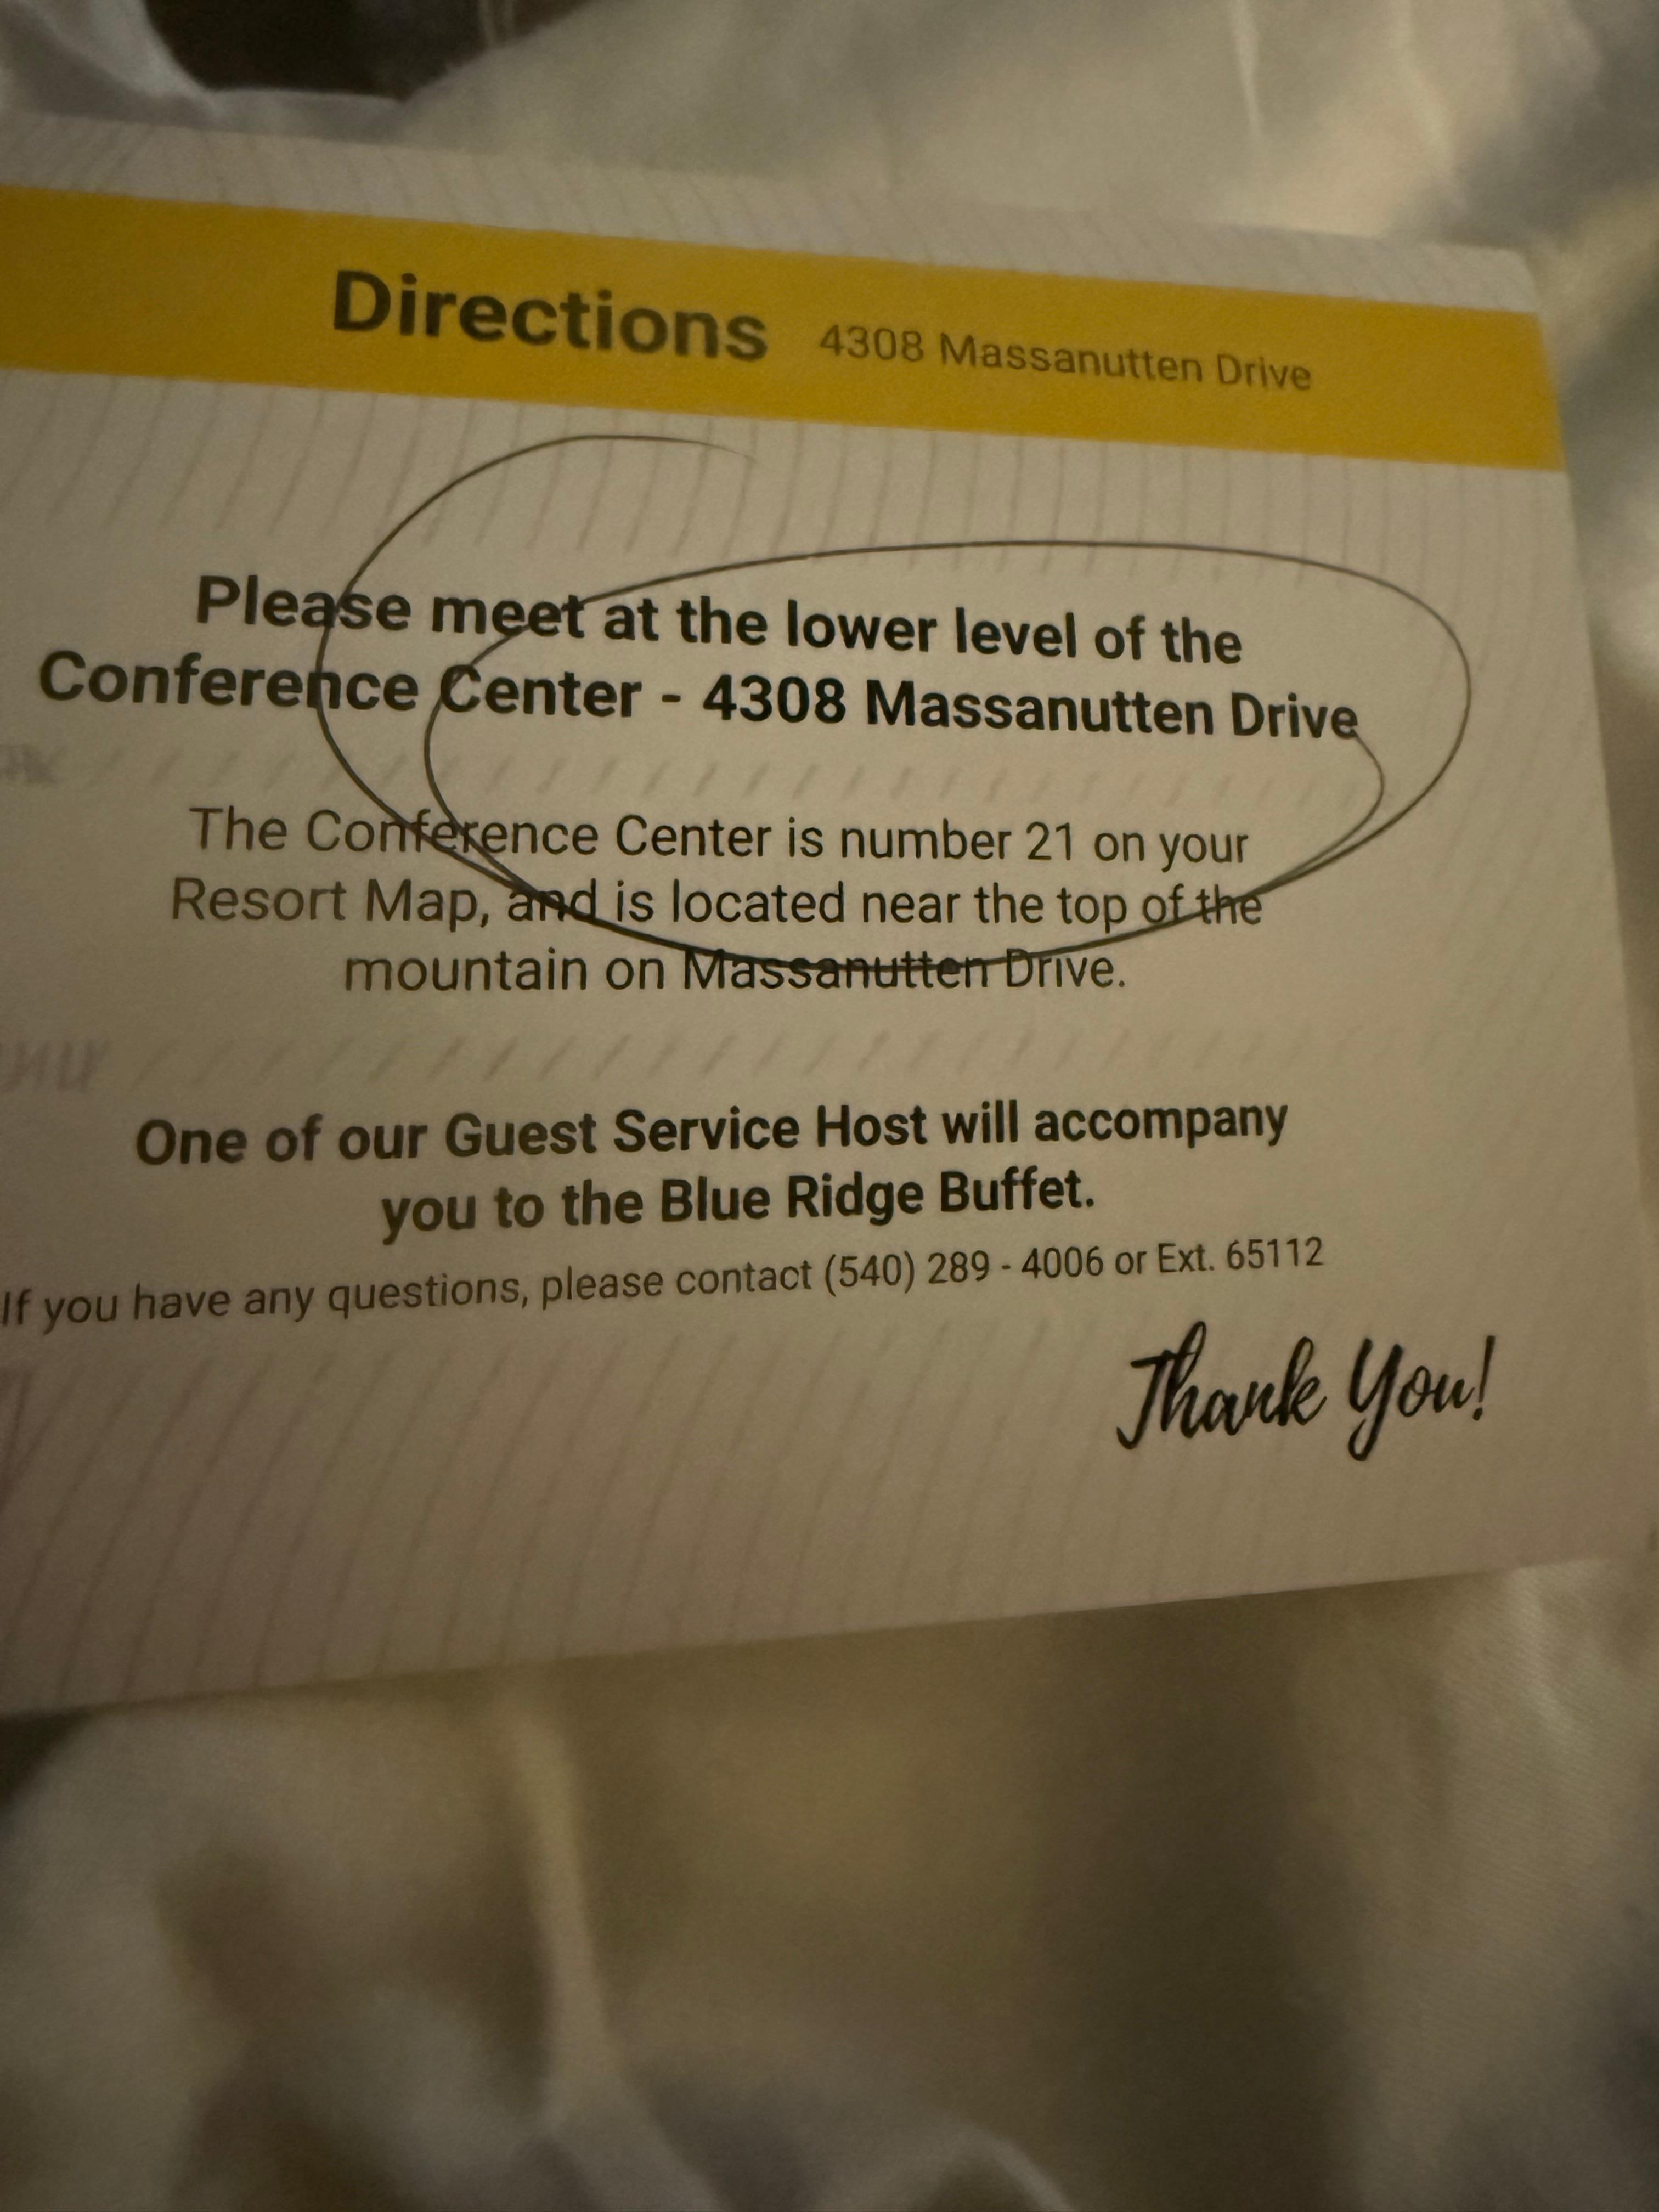 Directions 4308 Massanutten Drive
Please meet at the lower level of the
Conference Center - 4308 Massanutten Drive
The Conference Center is number 21 on your
Resort Map, and is located near the top of the
mountain on Massanutten Drive.
One of our Guest Service Host will accompany
you to the Blue Ridge Buffet.
If you have any questions, please contact (540) 289 - 4006 or Ext. 65112
Thank You!